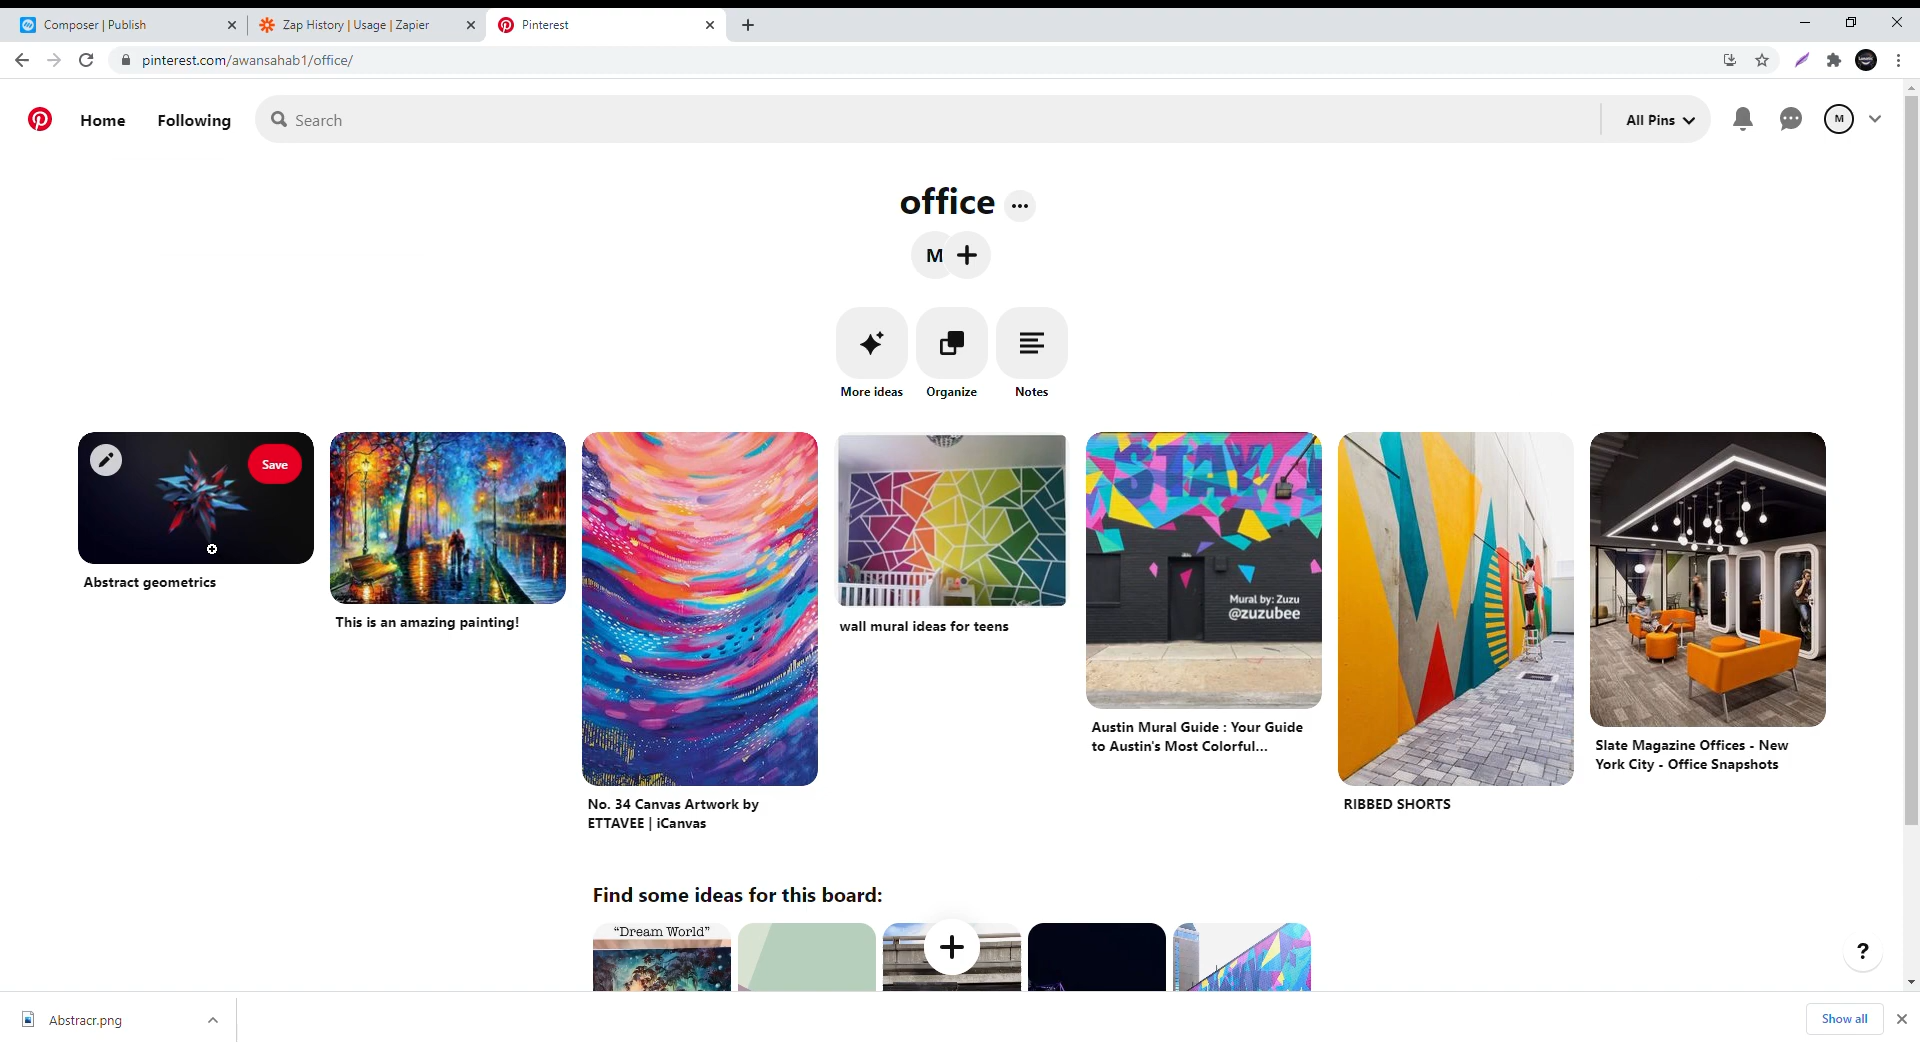 Composer | Publish
Zap History | Usage | Zapier
Pinterest
pinterest.com/awansahab1/office/
Home
Following
Search
All Pins
M
office
M
More ideas
Organize
Notes
Save
Abstract geometrics
This is an amazing painting!
No. 34 Canvas Artwork by
ETTAVEE | iCanvas
wall mural ideas for teens
STAY
Mural by: Zuzu
@zuzubee
Austin Mural Guide : Your Guide
to Austin's Most Colorful...
RIBBED SHORTS
Slate Magazine Offices - New
York City - Office Snapshots
Find some ideas for this board:
“Dream World”
?
Abstracr.png
Show all